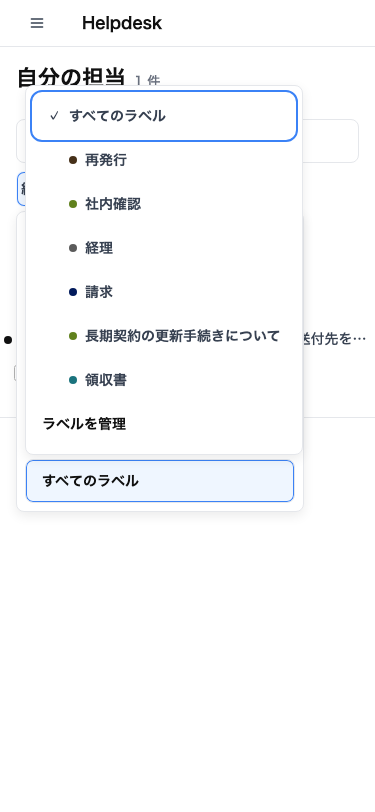 Helpdesk
自分の担当 1 件
すべてのラベル
再発行
社内確認
経理
請求
長期契約の更新手続きについて
送付先を…
領収書
ラベルを管理
すべてのラベル